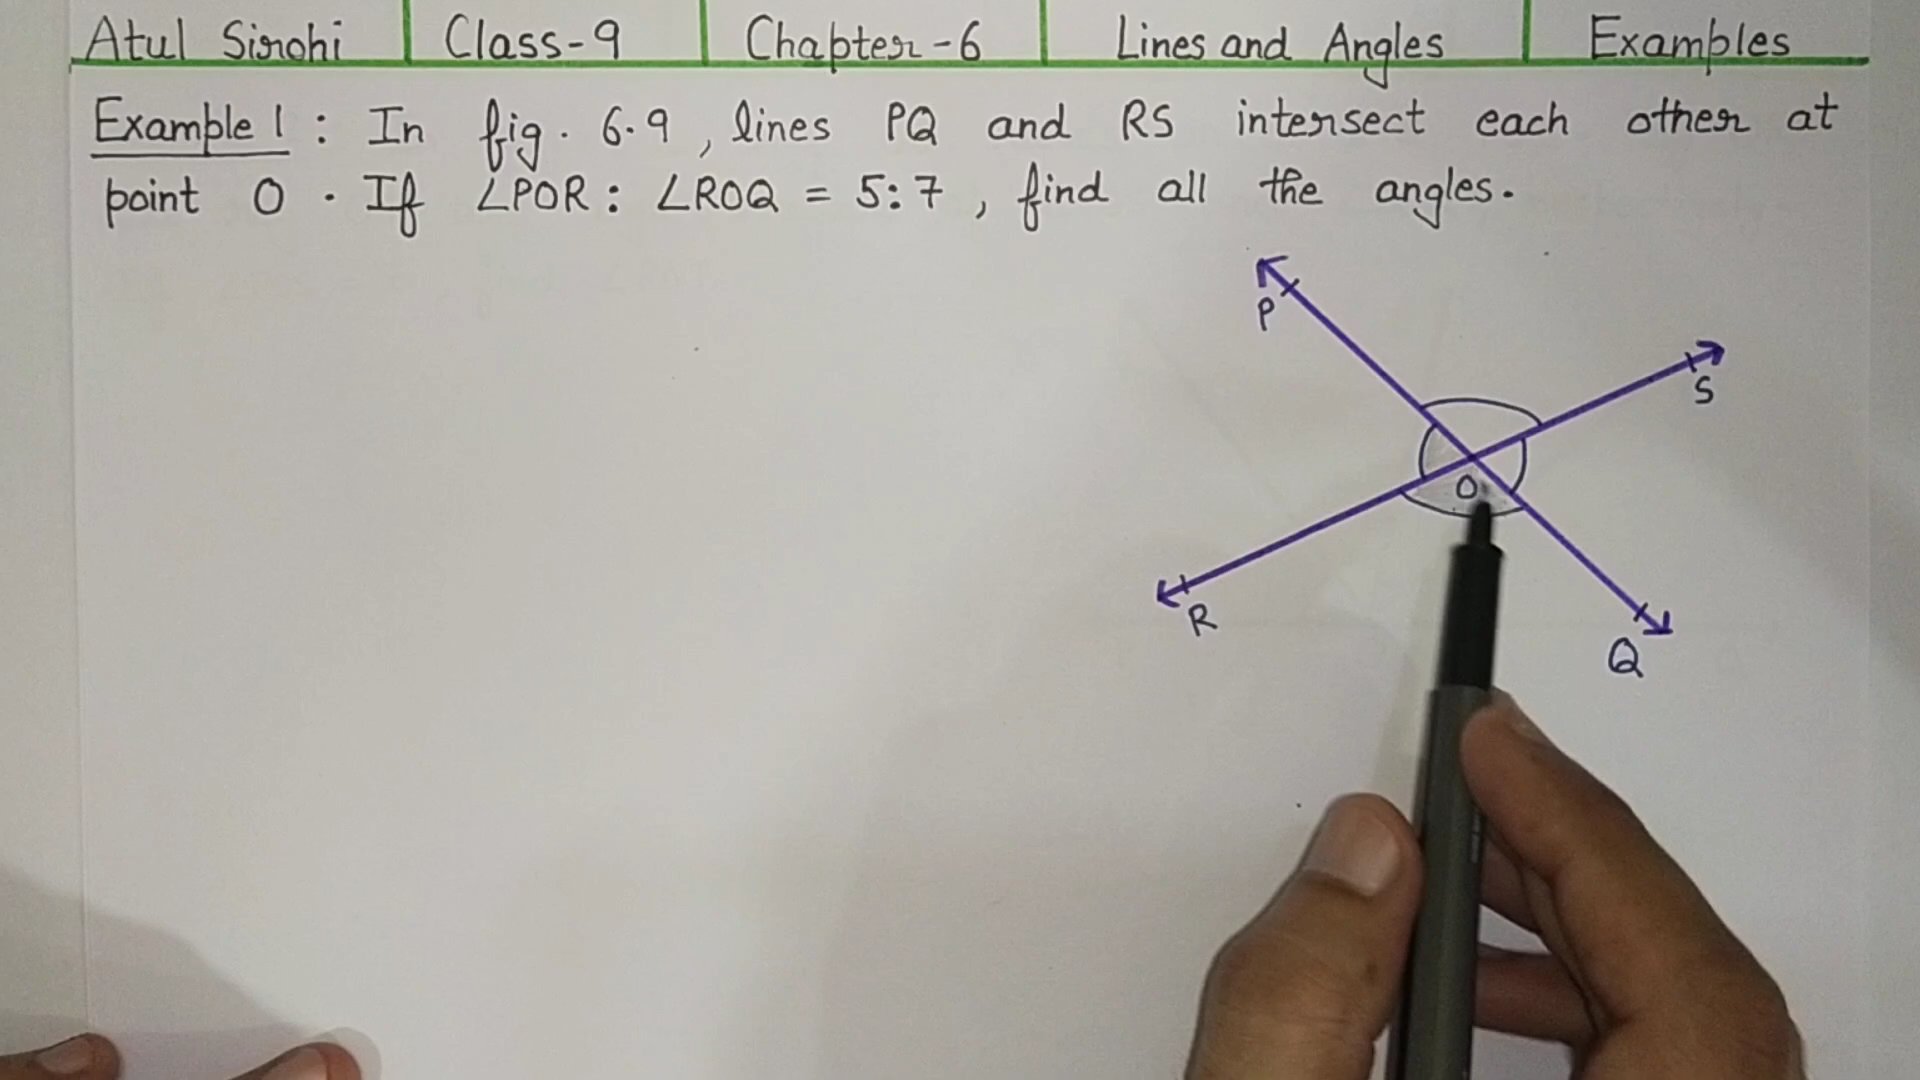 Atul Sirohi Class-9 Chapter-6 Lines and Angles Examples
Example 1 : In fig. 6.9, lines PQ and RS intersect each other at
point O. If ∠POR : ∠ROQ = 5:7, find all the angles.
P
S
O
R
Q